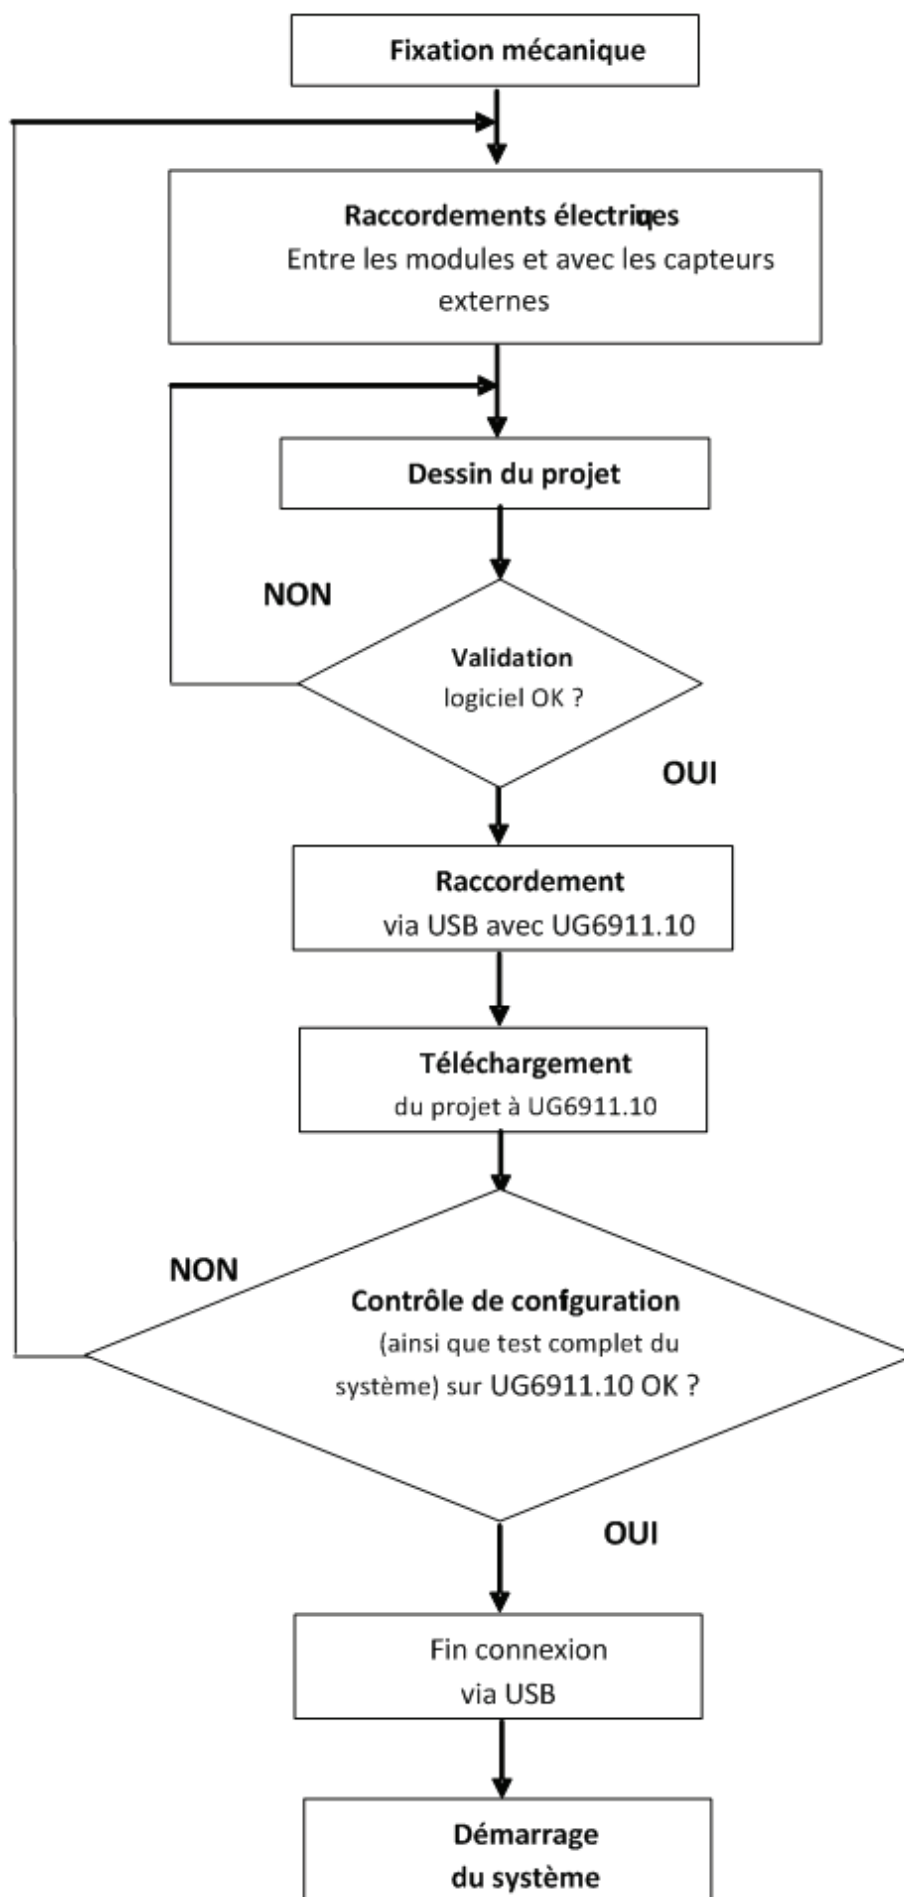 Fixation mécanique
Raccordements électriques
Entre les modules et avec les capteurs
externes
Dessin du projet
NON
Validation
logiciel OK ?
OUI
Raccordement
via USB avec UG6911.10
Téléchargement
du projet à UG6911.10
NON
Contrôle de configuration
(ainsi que test complet du
système) sur UG6911.10 OK ?
OUI
Fin connexion
via USB
Démarrage
du système